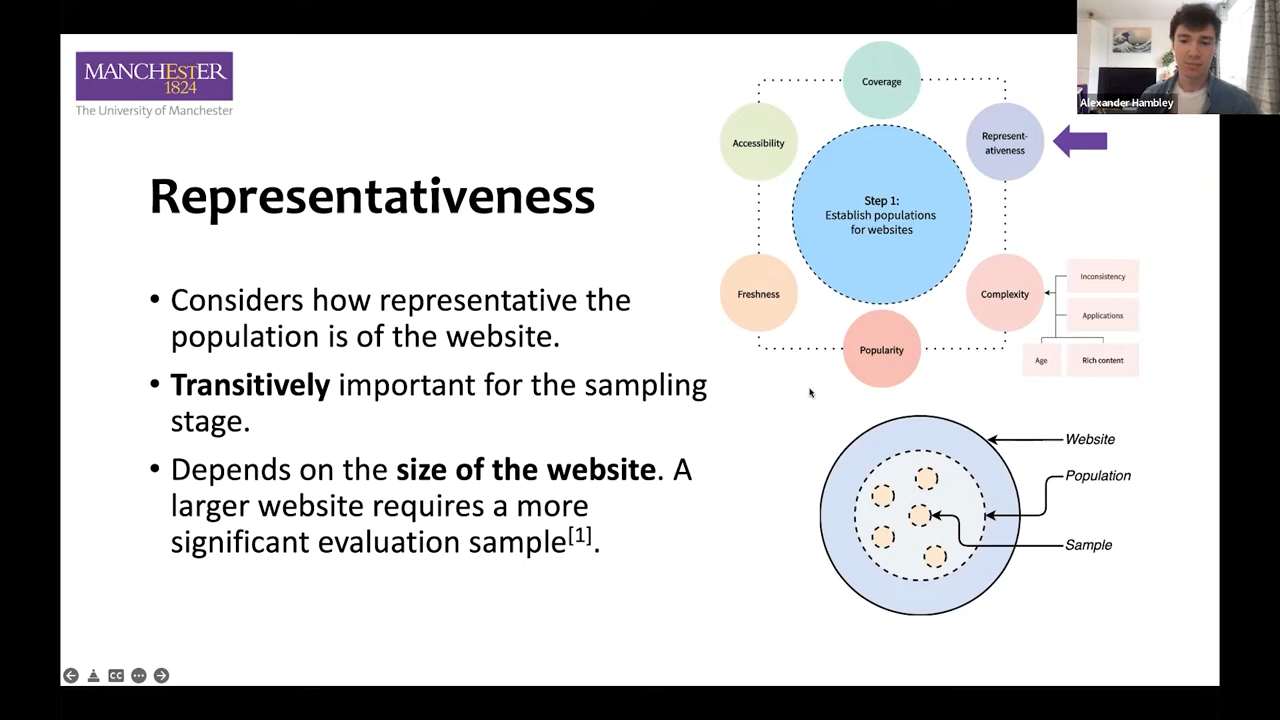 MANCHESTER
1824
The University of Manchester
Representativeness
• Considers how representative the
population is of the website.
• Transitively important for the sampling
stage.
• Depends on the size of the website. A
larger website requires a more
significant evaluation sample[1].
Coverage
Accessibility
Represent-
ativeness
Step 1:
Establish populations
for websites
Freshness
Complexity
Popularity
Inconsistency
Applications
Age
Rich content
Website
Population
Sample
Alexander Hambley
CC